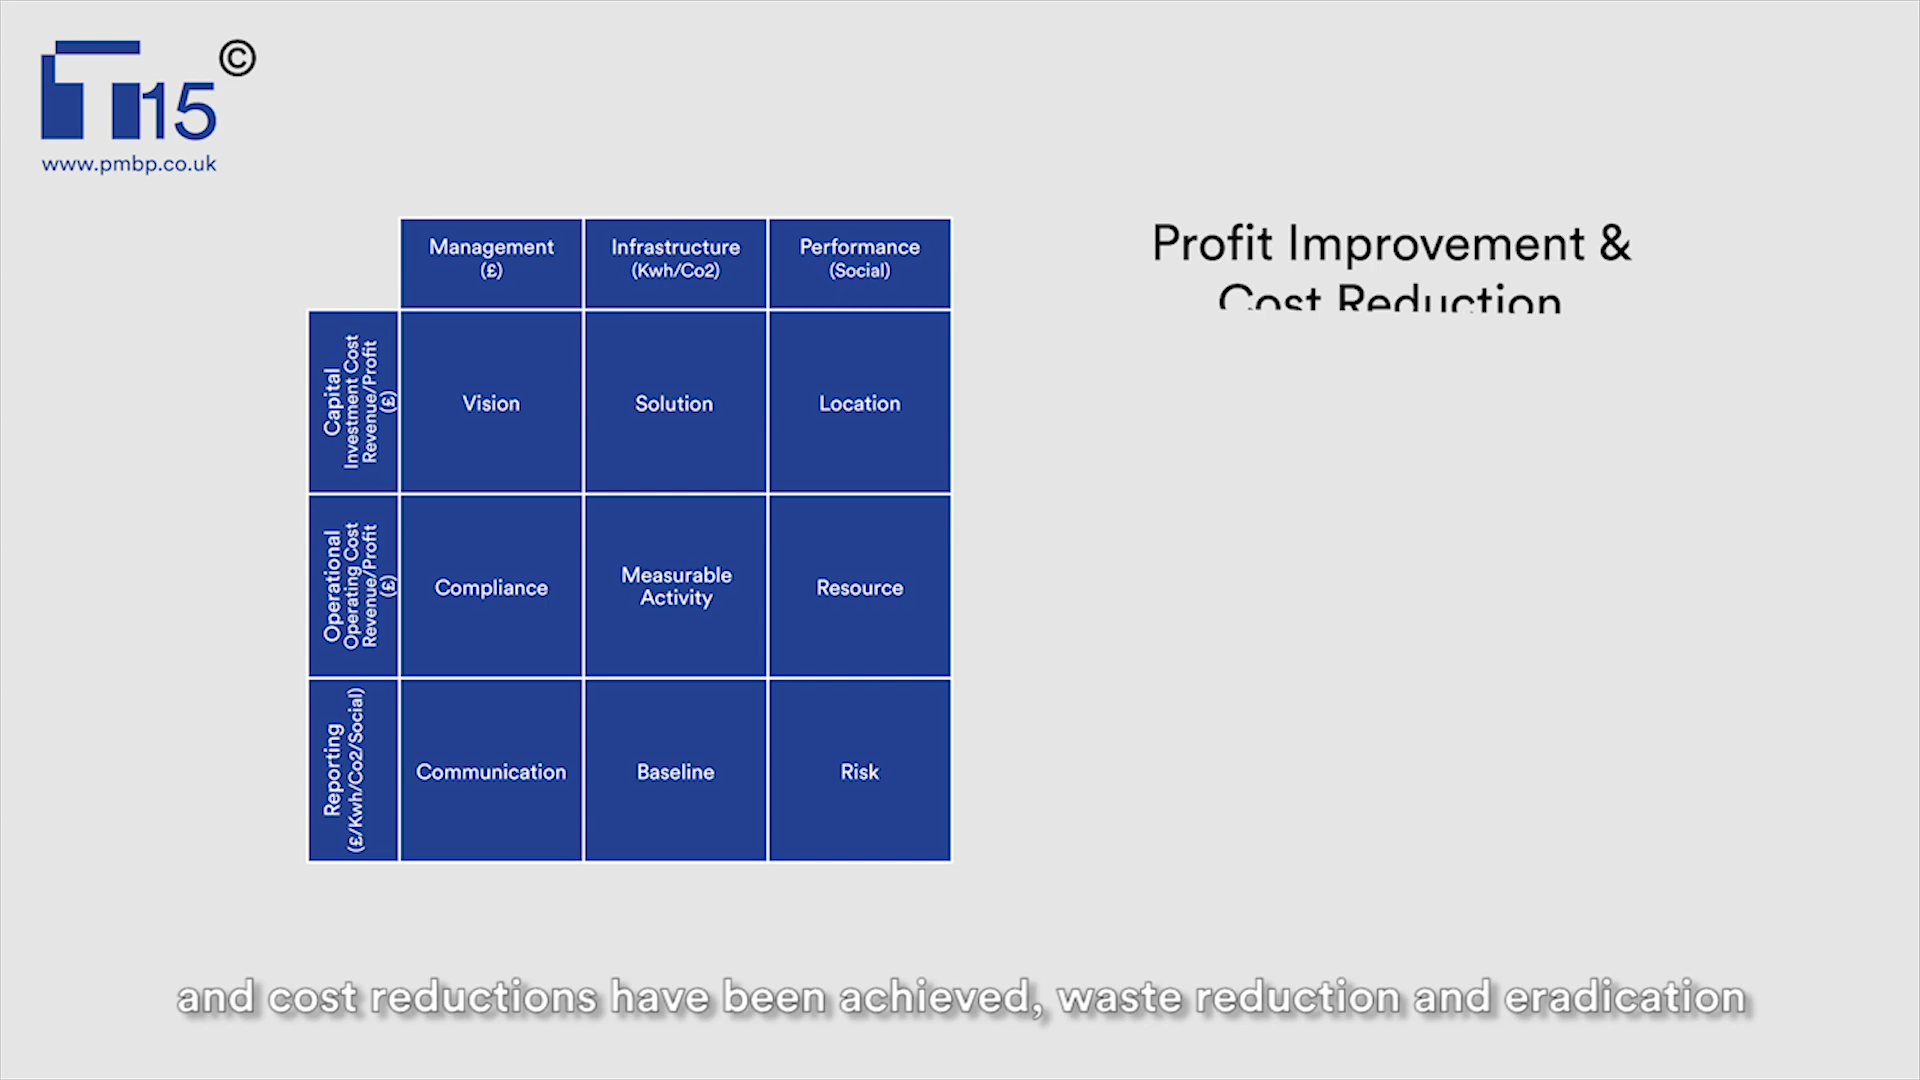 T15 ©
www.pmbp.co.uk
Profit Improvement &
Cost Reduction
Management
(£)
Infrastructure
(Kwh/Co2)
Performance
(Social)
Capital
Investment Cost
Revenue/Profit
(£)
Vision
Solution
Location
Operational
Operating Cost
Revenue/Profit
(£)
Compliance
Measurable
Activity
Resource
Reporting
(£/Kwh/Co2/Social)
Communication
Baseline
Risk
and cost reductions have been achieved, waste reduction and eradication